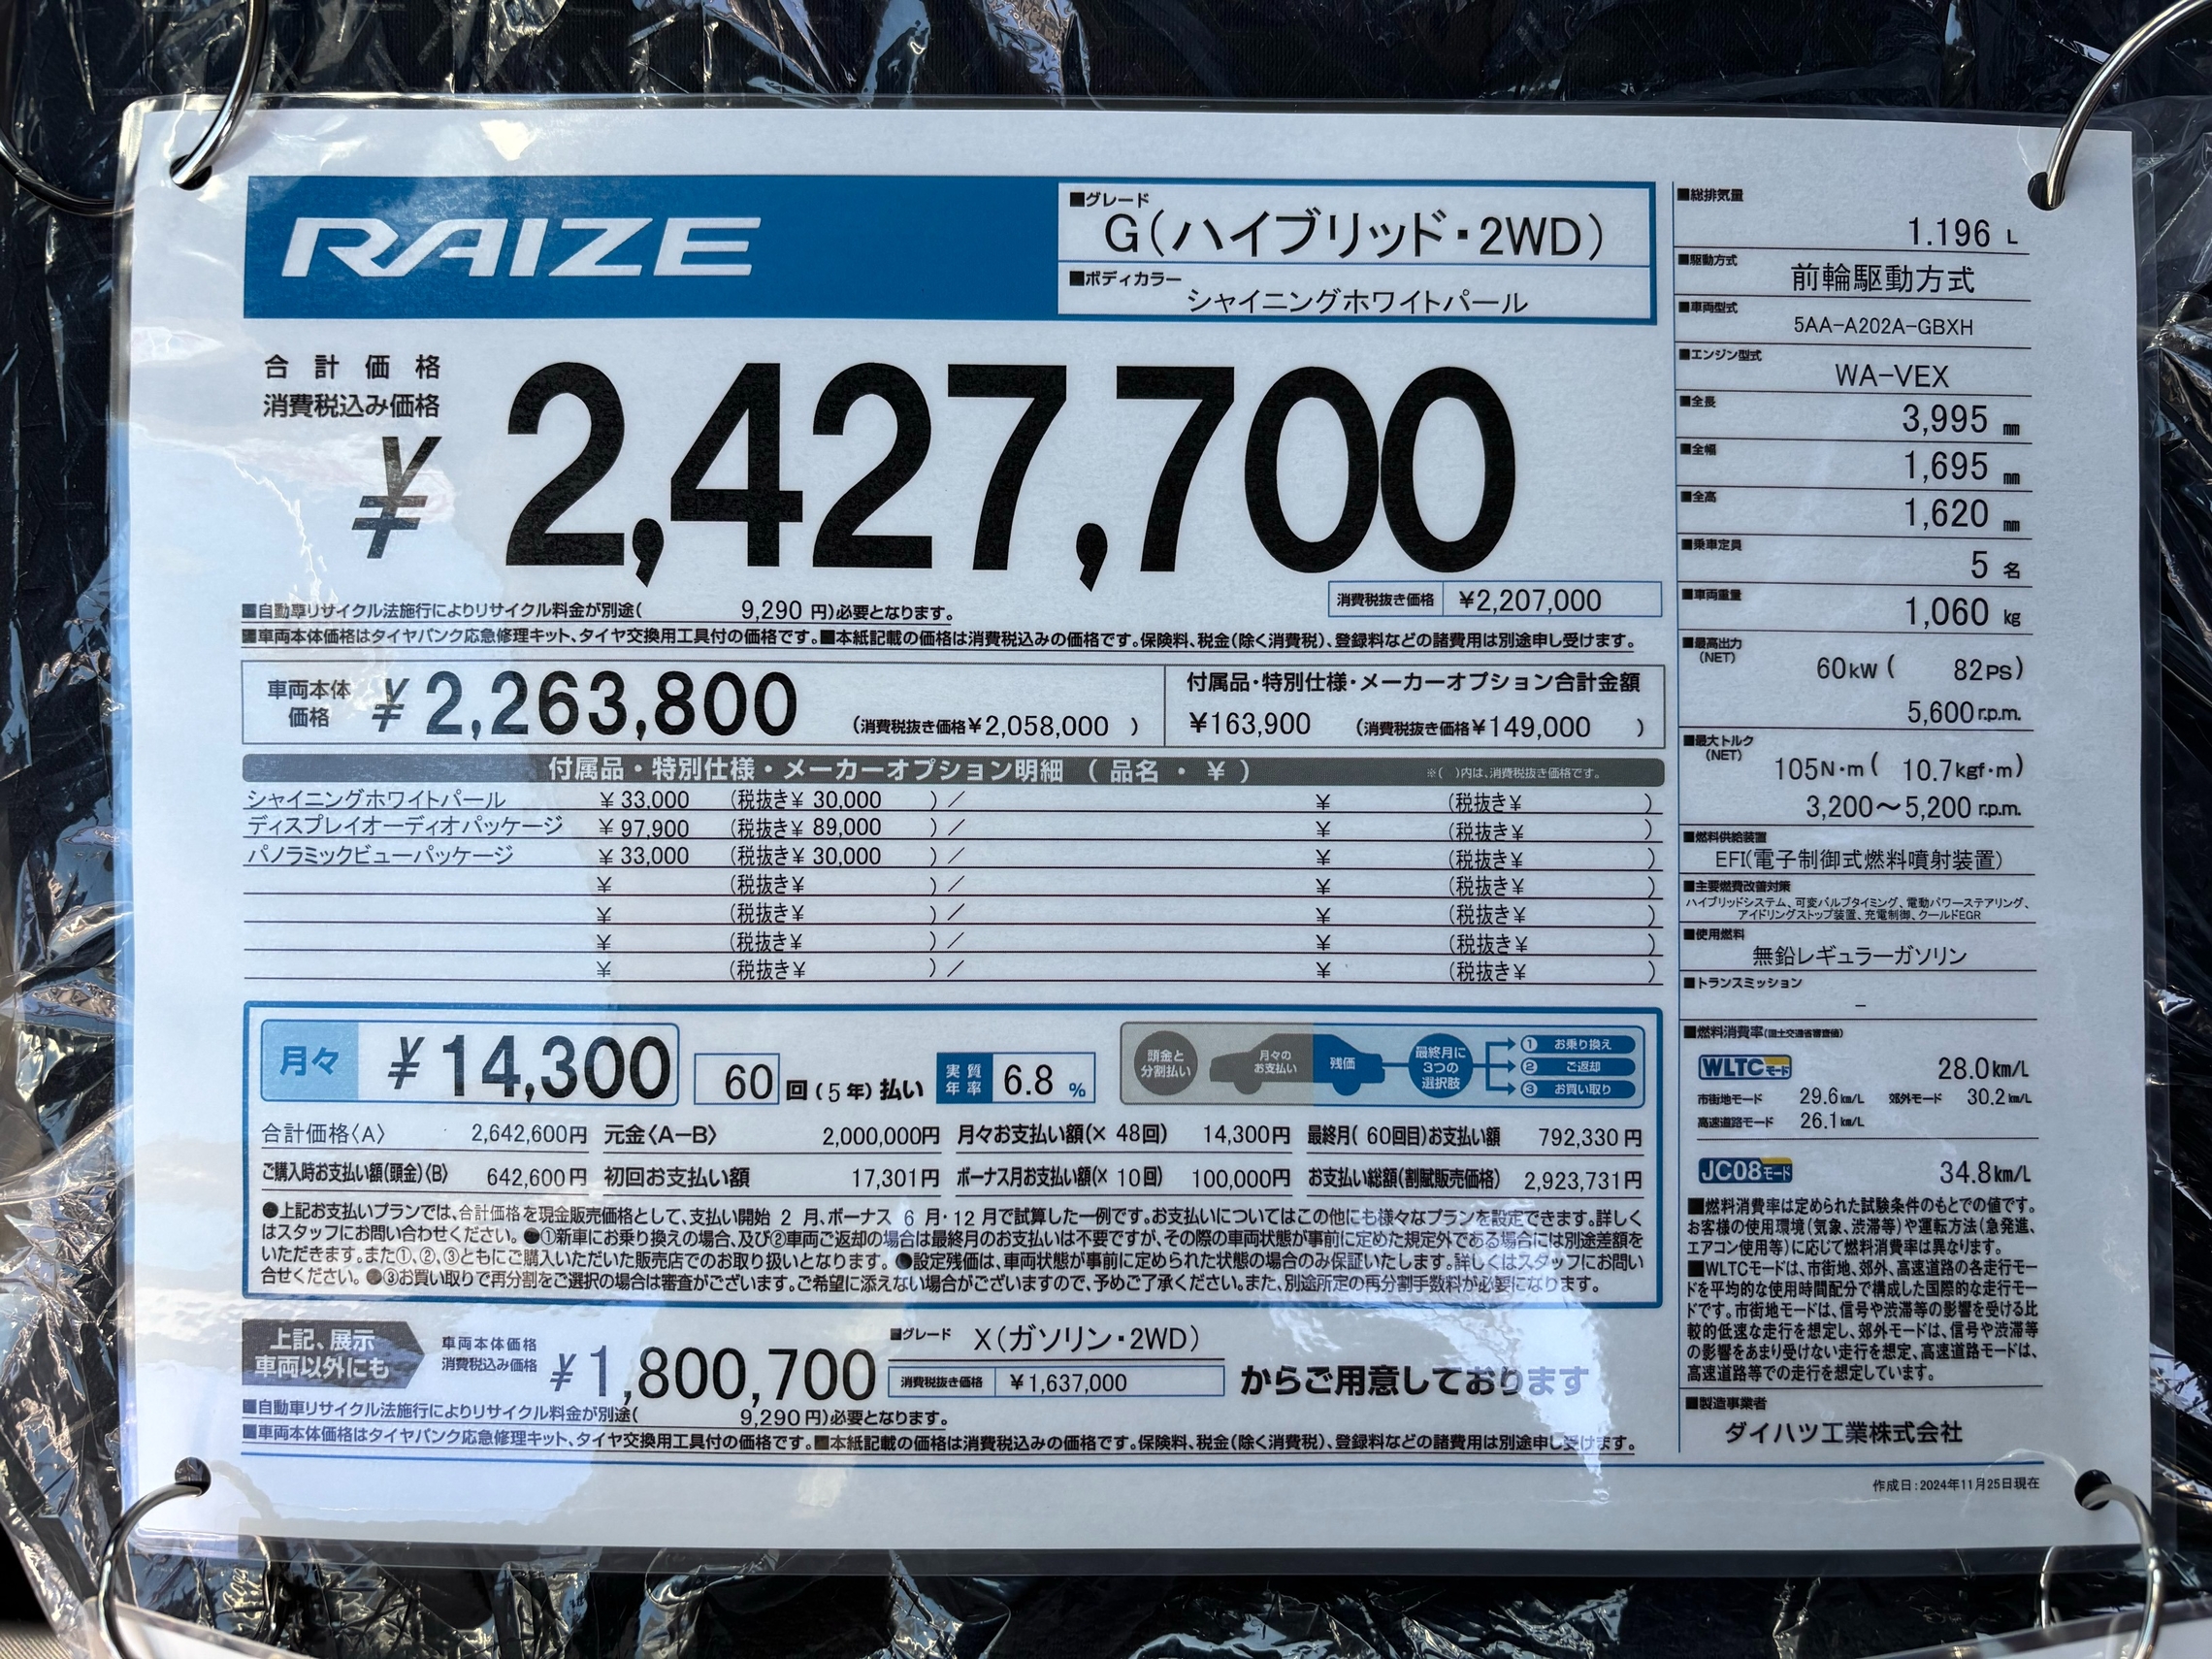 RAIZE
■グレード
G(ハイブリッド・2WD)
■ボディカラー
シャイニングホワイトパール
合計価格
消費税込み価格
¥2,427,700
消費税抜き価格 ¥2,207,000
■自動車リサイクル法施行によりリサイクル料金が別途( 9,290 円)必要となります。
■車両本体価格はタイヤパンク応急修理キット、タイヤ交換用工具付の価格です。■本紙記載の価格は消費税込みの価格です。保険料、税金(除く消費税)、登録料などの諸費用は別途申し受けます。
車両本体
価格
¥2,263,800 (消費税抜き価格¥2,058,000 )
付属品・特別仕様・メーカーオプション合計金額
¥163,900 (消費税抜き価格¥149,000 )
付属品・特別仕様・メーカーオプション明細 ( 品名 ・ ¥ ) ※( )内は、消費税抜き価格です。
シャイニングホワイトパール ¥ 33,000 (税抜き¥ 30,000 ) / ¥ (税抜き¥ )
ディスプレイオーディオパッケージ ¥ 97,900 (税抜き¥ 89,000 ) / ¥ (税抜き¥ )
パノラミックビューパッケージ ¥ 33,000 (税抜き¥ 30,000 ) / ¥ (税抜き¥ )
¥ (税抜き¥ ) / ¥ (税抜き¥ )
¥ (税抜き¥ ) / ¥ (税抜き¥ )
¥ (税抜き¥ ) / ¥ (税抜き¥ )
¥ (税抜き¥ ) / ¥ (税抜き¥ )
月々 ¥14,300 60 回(5年)払い 実質年率 6.8 %
頭金と
分割払い
月々の
お支払い
残価
最終月に
3つの
選択肢
① お乗り換え
② ご返却
③ お買い取り
合計価格〈A〉 2,642,600円 元金〈A−B〉 2,000,000円 月々お支払い額(× 48回) 14,300円 最終月( 60回目)お支払い額 792,330円
ご購入時お支払い額(頭金)〈B〉 642,600円 初回お支払い額 17,301円 ボーナス月お支払い額(× 10回) 100,000円 お支払い総額(割賦販売価格) 2,923,731円
●上記お支払いプランでは、合計価格を現金販売価格として、支払い開始 2 月、ボーナス 6 月・12 月で試算した一例です。お支払いについてはこの他にも様々なプランを設定できます。詳しく
はスタッフにお問い合わせください。●①新車にお乗り換えの場合、及び②車両ご返却の場合は最終月のお支払いは不要ですが、その際の車両状態が事前に定めた規定外である場合には別途差額を
いただきます。また①、②、③ともにご購入いただいた販売店でのお取り扱いとなります。●設定残価は、車両状態が事前に定められた状態の場合のみ保証いたします。詳しくはスタッフにお問い
合せください。●③お買い取りで再分割をご選択の場合は審査がございます。ご希望に添えない場合がございますので、予めご了承ください。また、別途所定の再分割手数料が必要になります。
上記、展示
車両以外にも
車両本体価格
消費税込み価格
¥1,800,700
■グレード X(ガソリン・2WD)
消費税抜き価格 ¥1,637,000
からご用意しております
■自動車リサイクル法施行によりリサイクル料金が別途( 9,290 円)必要となります。
■車両本体価格はタイヤパンク応急修理キット、タイヤ交換用工具付の価格です。■本紙記載の価格は消費税込みの価格です。保険料、税金(除く消費税)、登録料などの諸費用は別途申し受けます。
■総排気量
1.196 L
■駆動方式
前輪駆動方式
■車両型式
5AA-A202A-GBXH
■エンジン型式
WA-VEX
■全長
3,995 mm
■全幅
1,695 mm
■全高
1,620 mm
■乗車定員
5 名
■車両重量
1,060 kg
■最高出力
(NET)
60kW ( 82PS)
5,600r.p.m.
■最大トルク
(NET)
105N・m ( 10.7kgf・m)
3,200～5,200 r.p.m.
■燃料供給装置
EFI(電子制御式燃料噴射装置)
■主要燃費改善対策
ハイブリッドシステム、可変バルブタイミング、電動パワーステアリング、
アイドリングストップ装置、充電制御、クールドEGR
■使用燃料
無鉛レギュラーガソリン
■トランスミッション
−
■燃料消費率(国土交通省審査値)
WLTCモード 28.0km/L
市街地モード 29.6km/L 郊外モード 30.2km/L
高速道路モード 26.1km/L
JC08モード 34.8km/L
■燃料消費率は定められた試験条件のもとでの値です。
お客様の使用環境(気象、渋滞等)や運転方法(急発進、
エアコン使用等)に応じて燃料消費率は異なります。
■WLTCモードは、市街地、郊外、高速道路の各走行モー
ドを平均的な使用時間配分で構成した国際的な走行モー
ドです。市街地モードは、信号や渋滞等の影響を受ける比
較的低速な走行を想定し、郊外モードは、信号や渋滞等
の影響をあまり受けない走行を想定、高速道路モードは、
高速道路等での走行を想定しています。
■製造事業者
ダイハツ工業株式会社
作成日:2024年11月25日現在